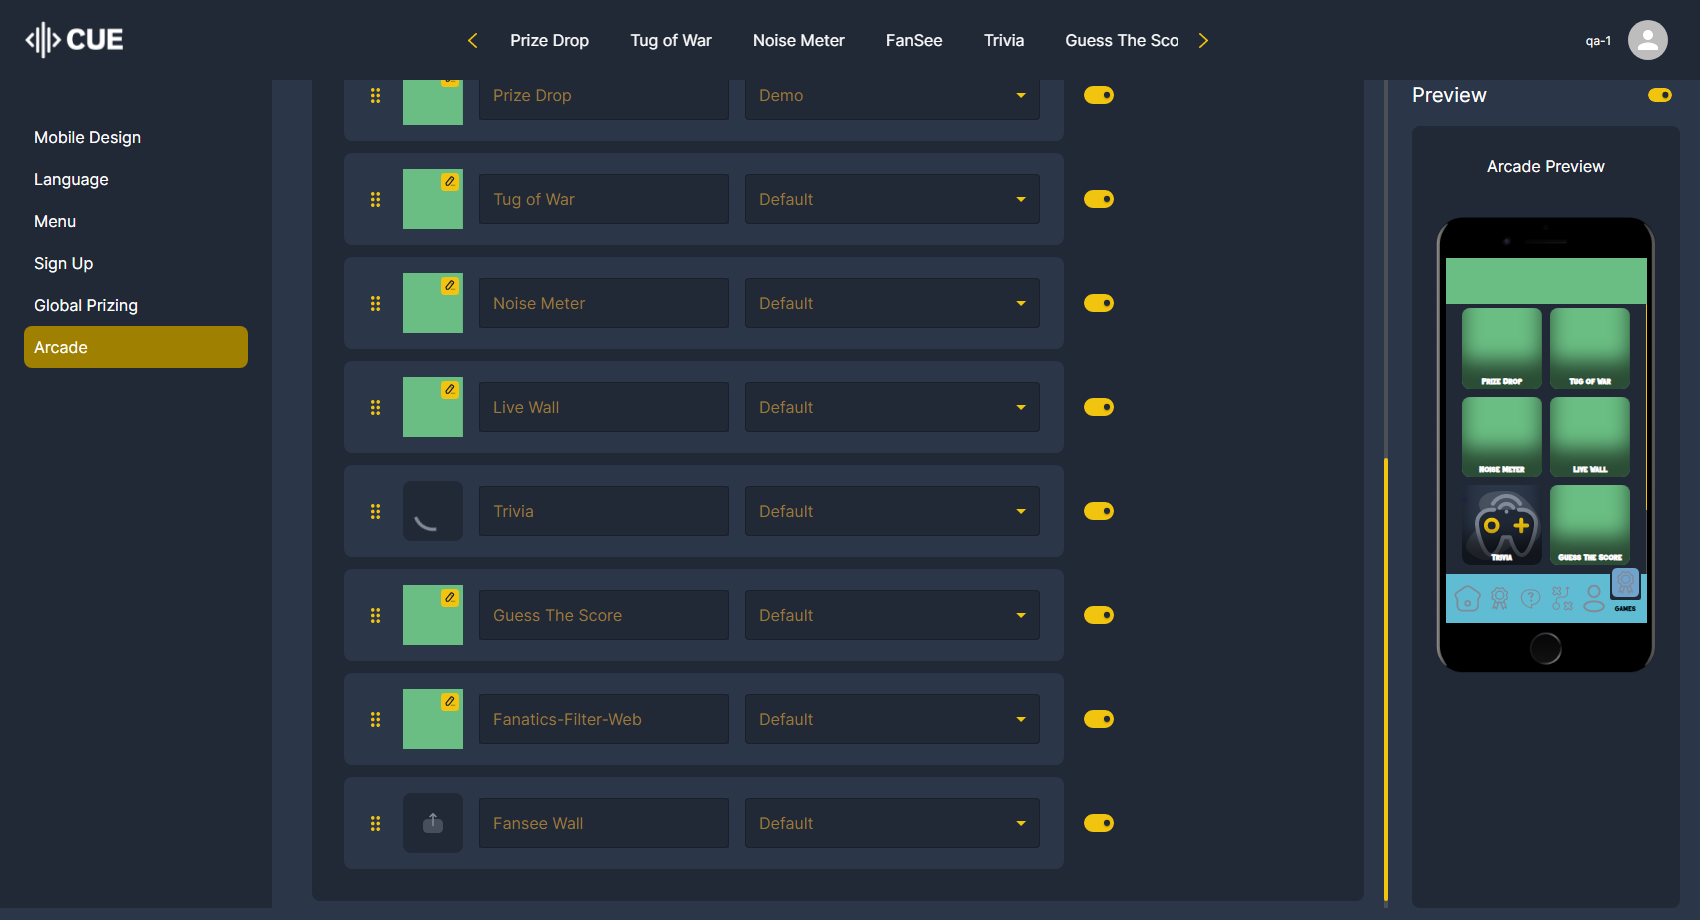 CUE
Prize Drop
Tug of War
Noise Meter
FanSee
Trivia
Guess The Sco
qa-1
Mobile Design
Language
Menu
Sign Up
Global Prizing
Arcade
Prize Drop
Demo
Tug of War
Default
Noise Meter
Default
Live Wall
Default
Trivia
Default
Guess The Score
Default
Fanatics-Filter-Web
Default
Fansee Wall
Default
Preview
Arcade Preview
Prize Drop
Tug of War
Noise Meter
Live Wall
Trivia
Guess The Score
GAMES